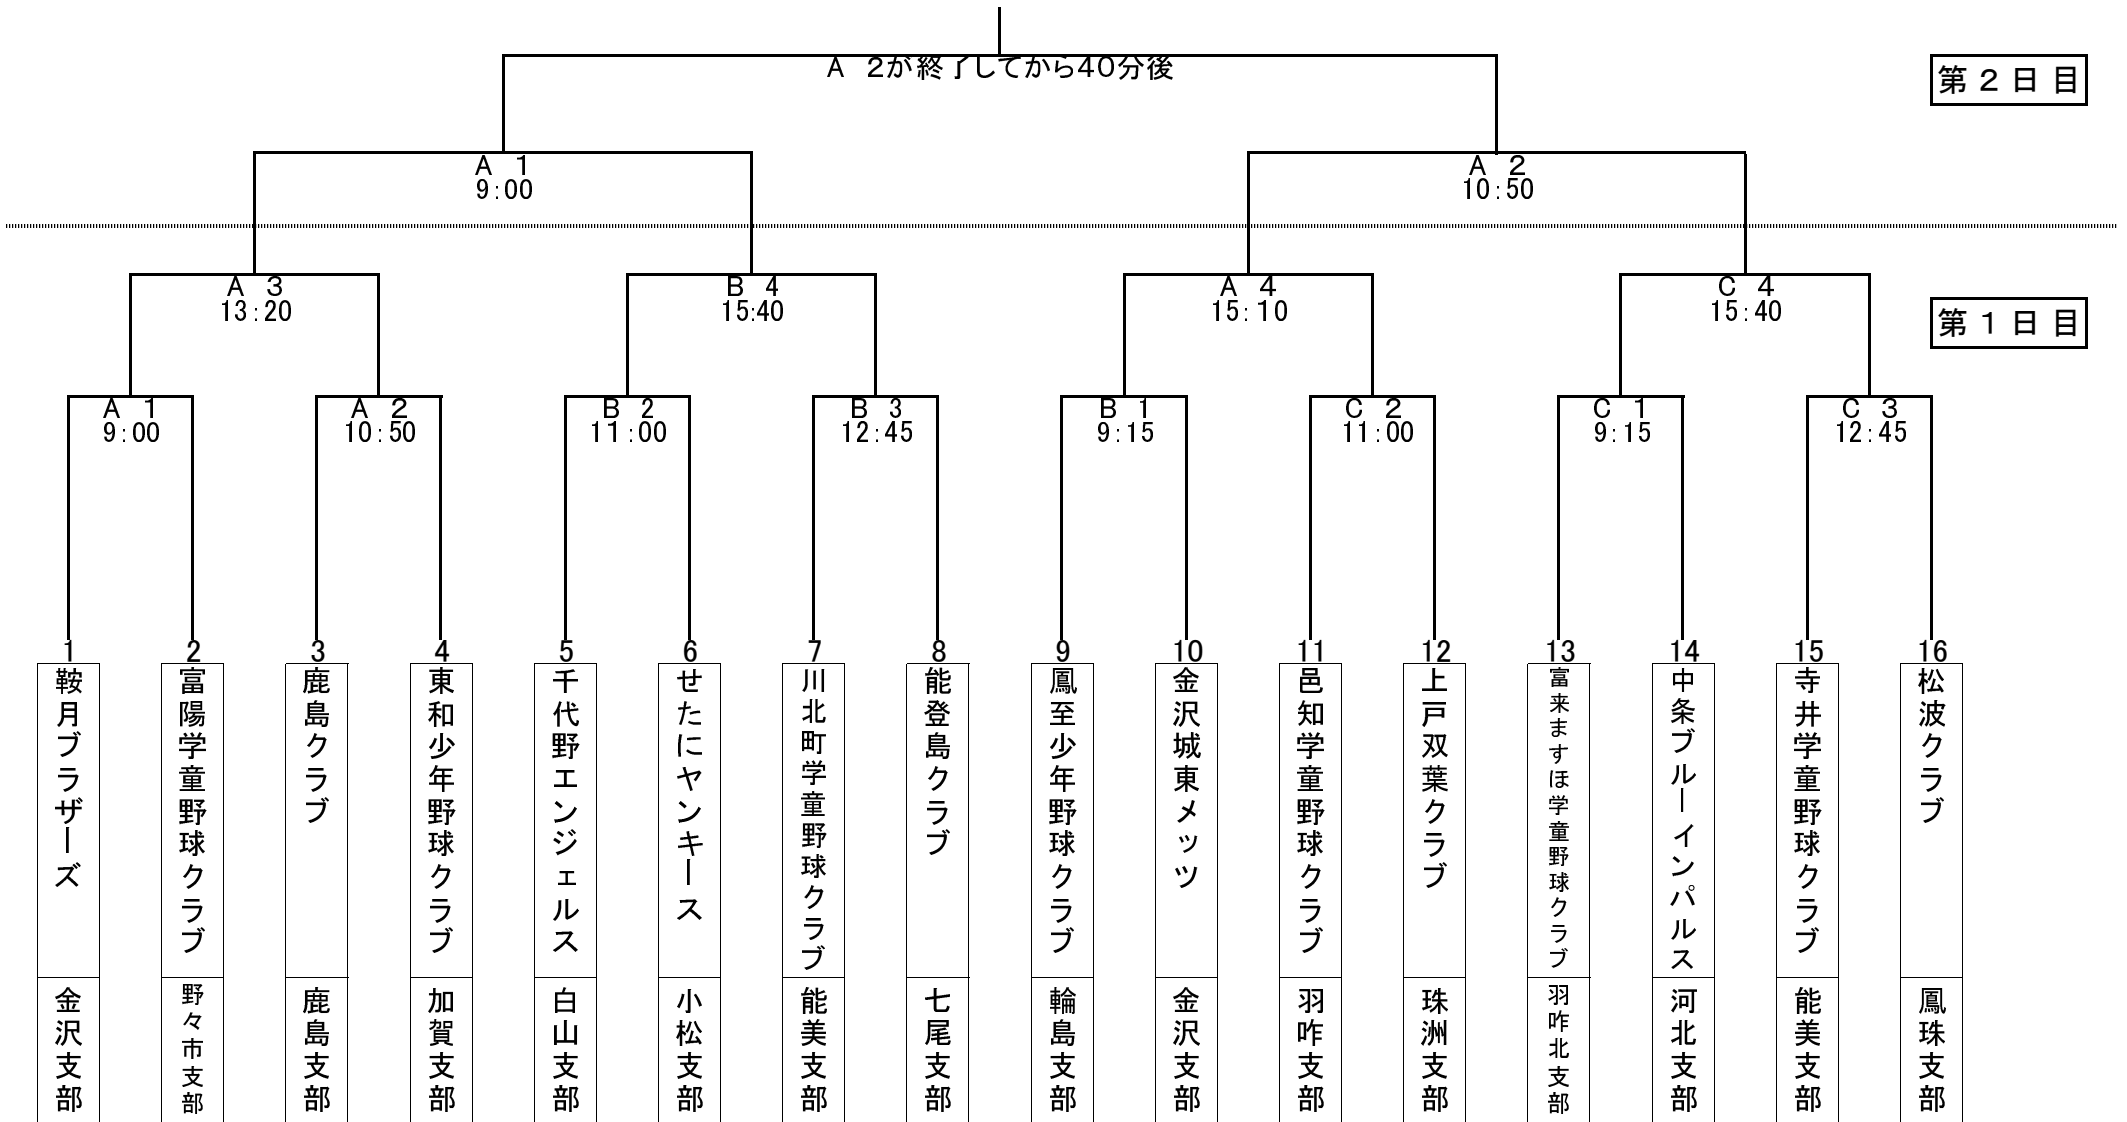 A 2が終了してから40分後
第2日目
A 1
9:00
A 2
10:50
A 3
13:20
B 4
15:40
A 4
15:10
C 4
15:40
第1日目
A 1
9:00
A 2
10:50
B 2
11:00
B 3
12:45
B 1
9:15
C 2
11:00
C 1
9:15
C 3
12:45
1
鞍月ブラザーズ
金沢支部
2
富陽学童野球クラブ
野々市支部
3
鹿島クラブ
鹿島支部
4
東和少年野球クラブ
加賀支部
5
千代野エンジェルス
白山支部
6
せたにヤンキース
小松支部
7
川北町学童野球クラブ
能美支部
8
能登島クラブ
七尾支部
9
鳳至少年野球クラブ
輪島支部
10
金沢城東メッツ
金沢支部
11
邑知学童野球クラブ
羽咋支部
12
上戸双葉クラブ
珠洲支部
13
富来ますほ学童野球クラブ
羽咋北支部
14
中条ブルーインパルス
河北支部
15
寺井学童野球クラブ
能美支部
16
松波クラブ
鳳珠支部